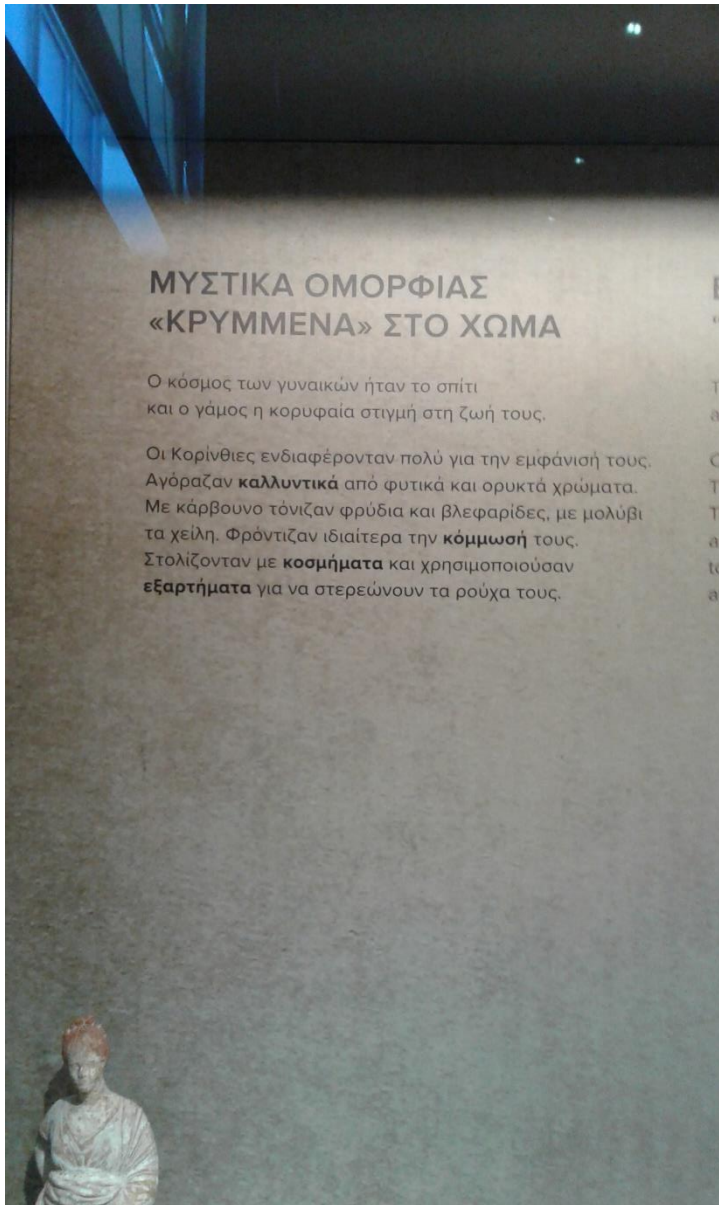 ΜΥΣΤΙΚΑ ΟΜΟΡΦΙΑΣ
«ΚΡΥΜΜΕΝΑ» ΣΤΟ ΧΩΜΑ
Ο κόσμος των γυναικών ήταν το σπίτι
και ο γάμος η κορυφαία στιγμή στη ζωή τους.
Οι Κορίνθιες ενδιαφέρονταν πολύ για την εμφάνισή τους.
Αγόραζαν καλλυντικά από φυτικά και ορυκτά χρώματα.
Με κάρβουνο τόνιζαν φρύδια και βλεφαρίδες, με μολύβι
τα χείλη. Φρόντιζαν ιδιαίτερα την κόμμωσή τους.
Στολίζονταν με κοσμήματα και χρησιμοποιούσαν
εξαρτήματα για να στερεώνουν τα ρούχα τους.